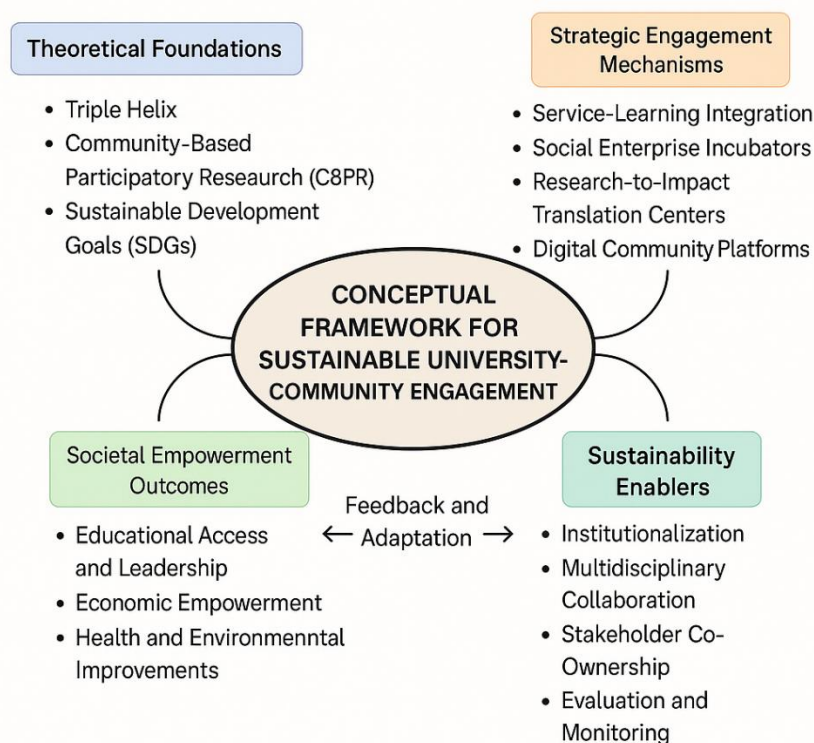 Theoretical Foundations
• Triple Helix
• Community-Based
Participatory Reseaurch (C8PR)
• Sustainable Development
Goals (SDGs)
Strategic Engagement
Mechanisms
• Service-Learning Integration
• Social Enterprise Incubators
• Research-to-Impact
Translation Centers
• Digital Community Platforms
CONCEPTUAL
FRAMEWORK FOR
SUSTAINABLE UNIVERSITY-
COMMUNITY ENGAGEMENT
Societal Empowerment
Outcomes
• Educational Access
and Leadership
• Economic Empowerment
• Health and Environmenntal
Improvements
Feedback and
← Adaptation →
Sustainability
Enablers
• Institutionalization
• Multidisciplinary
Collaboration
• Stakeholder Co-
Ownership
• Evaluation and
Monitoring